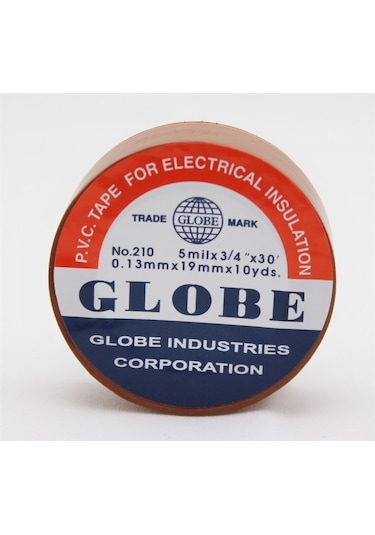 P.V.C. TAPE FOR ELECTRICAL INSULATION
TRADE GLOBE MARK
No.210 5milx3/4"x30'
0.13mmx19mmx10yds.
GLOBE
GLOBE INDUSTRIES
CORPORATION